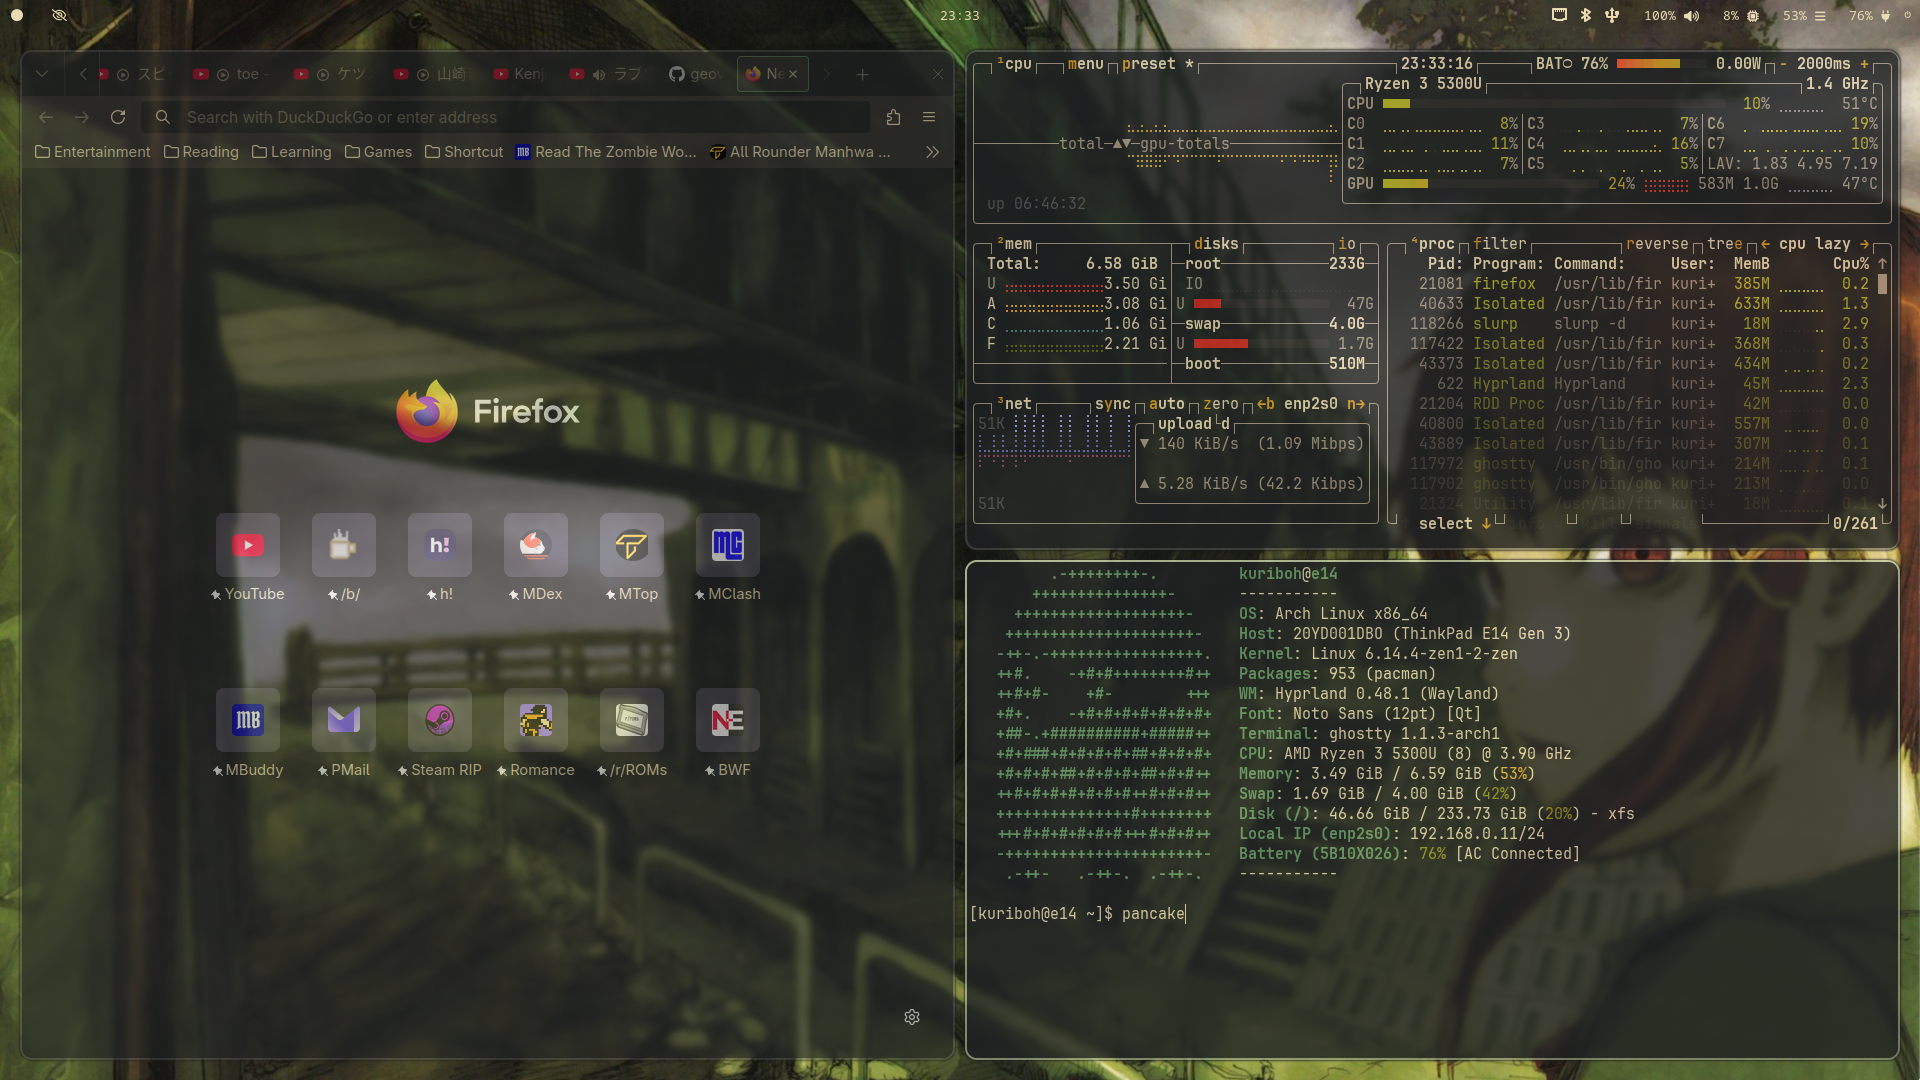 23:33
100%
8%
53%
76%
スピ
toe -
ケツ
山崎
Kenj
ラブ
geov
Ne
Search with DuckDuckGo or enter address
Entertainment Reading Learning Games Shortcut Read The Zombie Wo... All Rounder Manhwa ...
Firefox
YouTube /b/ h! MDex MTop MClash
MBuddy PMail Steam RIP Romance /r/ROMs BWF
¹cpu menu preset * 23:33:16 BAT 76% 0.00W - 2000ms +
Ryzen 3 5300U 1.4 GHz
CPU 10% 51°C
C0 8% C3 7% C6 19%
total ▲▼ gpu-totals
C1 11% C4 16% C7 10%
C2 7% C5 5% LAV: 1.83 4.95 7.19
GPU 24% 583M 1.0G 47°C
up 06:46:32
²mem disks io
Total: 6.58 GiB root 233G
U 3.50 Gi IO
A 3.08 Gi U 47G
C 1.06 Gi swap 4.0G
F 2.21 Gi U 1.7G
boot 510M
³net sync auto zero ←b enp2s0 n→
51K upload d
▼ 140 KiB/s (1.09 Mibps)
▲ 5.28 KiB/s (42.2 Kibps)
51K
⁴proc filter reverse tree ← cpu lazy →
Pid: Program: Command: User: MemB Cpu% ↑
21081 firefox /usr/lib/fir kuri+ 385M 0.2
40633 Isolated /usr/lib/fir kuri+ 633M 1.3
118266 slurp slurp -d kuri+ 18M 2.9
117422 Isolated /usr/lib/fir kuri+ 368M 0.3
43373 Isolated /usr/lib/fir kuri+ 434M 0.2
622 Hyprland Hyprland kuri+ 45M 2.3
21204 RDD Proc /usr/lib/fir kuri+ 42M 0.0
40800 Isolated /usr/lib/fir kuri+ 557M 0.0
43889 Isolated /usr/lib/fir kuri+ 307M 0.1
117972 ghostty /usr/bin/gho kuri+ 214M 0.1
117902 ghostty /usr/bin/gho kuri+ 213M 0.0
21324 Utility /usr/lib/fir kuri+ 18M 0.1 ↓
select ↓ info signals 0/261
kuriboh@e14
-----------
OS: Arch Linux x86_64
Host: 20YD001DBO (ThinkPad E14 Gen 3)
Kernel: Linux 6.14.4-zen1-2-zen
Packages: 953 (pacman)
WM: Hyprland 0.48.1 (Wayland)
Font: Noto Sans (12pt) [Qt]
Terminal: ghostty 1.1.3-arch1
CPU: AMD Ryzen 3 5300U (8) @ 3.90 GHz
Memory: 3.49 GiB / 6.59 GiB (53%)
Swap: 1.69 GiB / 4.00 GiB (42%)
Disk (/): 46.66 GiB / 233.73 GiB (20%) - xfs
Local IP (enp2s0): 192.168.0.11/24
Battery (5B10X026): 76% [AC Connected]
-----------
[kuriboh@e14 ~]$ pancake